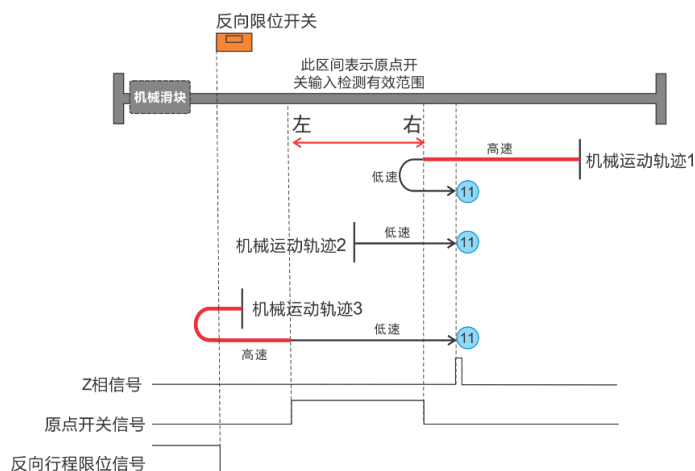 反向限位开关
此区间表示原点开
关输入检测有效范围
机械滑块
左
右
高速
机械运动轨迹1
低速
11
机械运动轨迹2
低速
11
机械运动轨迹3
低速
11
高速
Z相信号
原点开关信号
反向行程限位信号